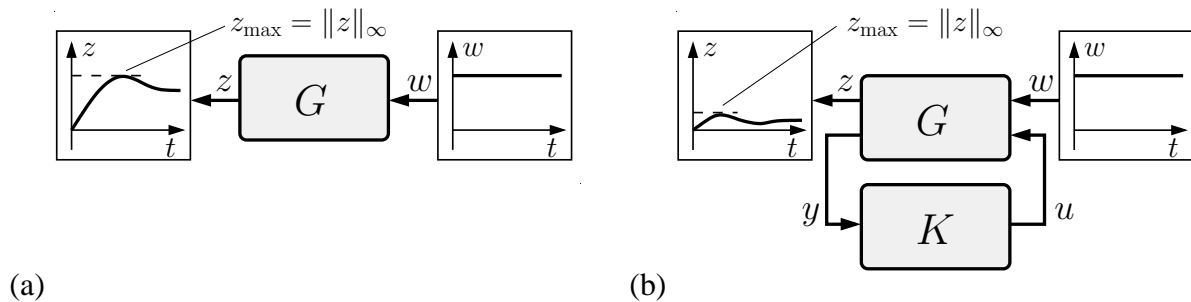 z_max = ‖z‖_∞
z
w
z
w
G
t
t
(a)
z_max = ‖z‖_∞
z
w
z
w
G
t
t
y
u
K
(b)